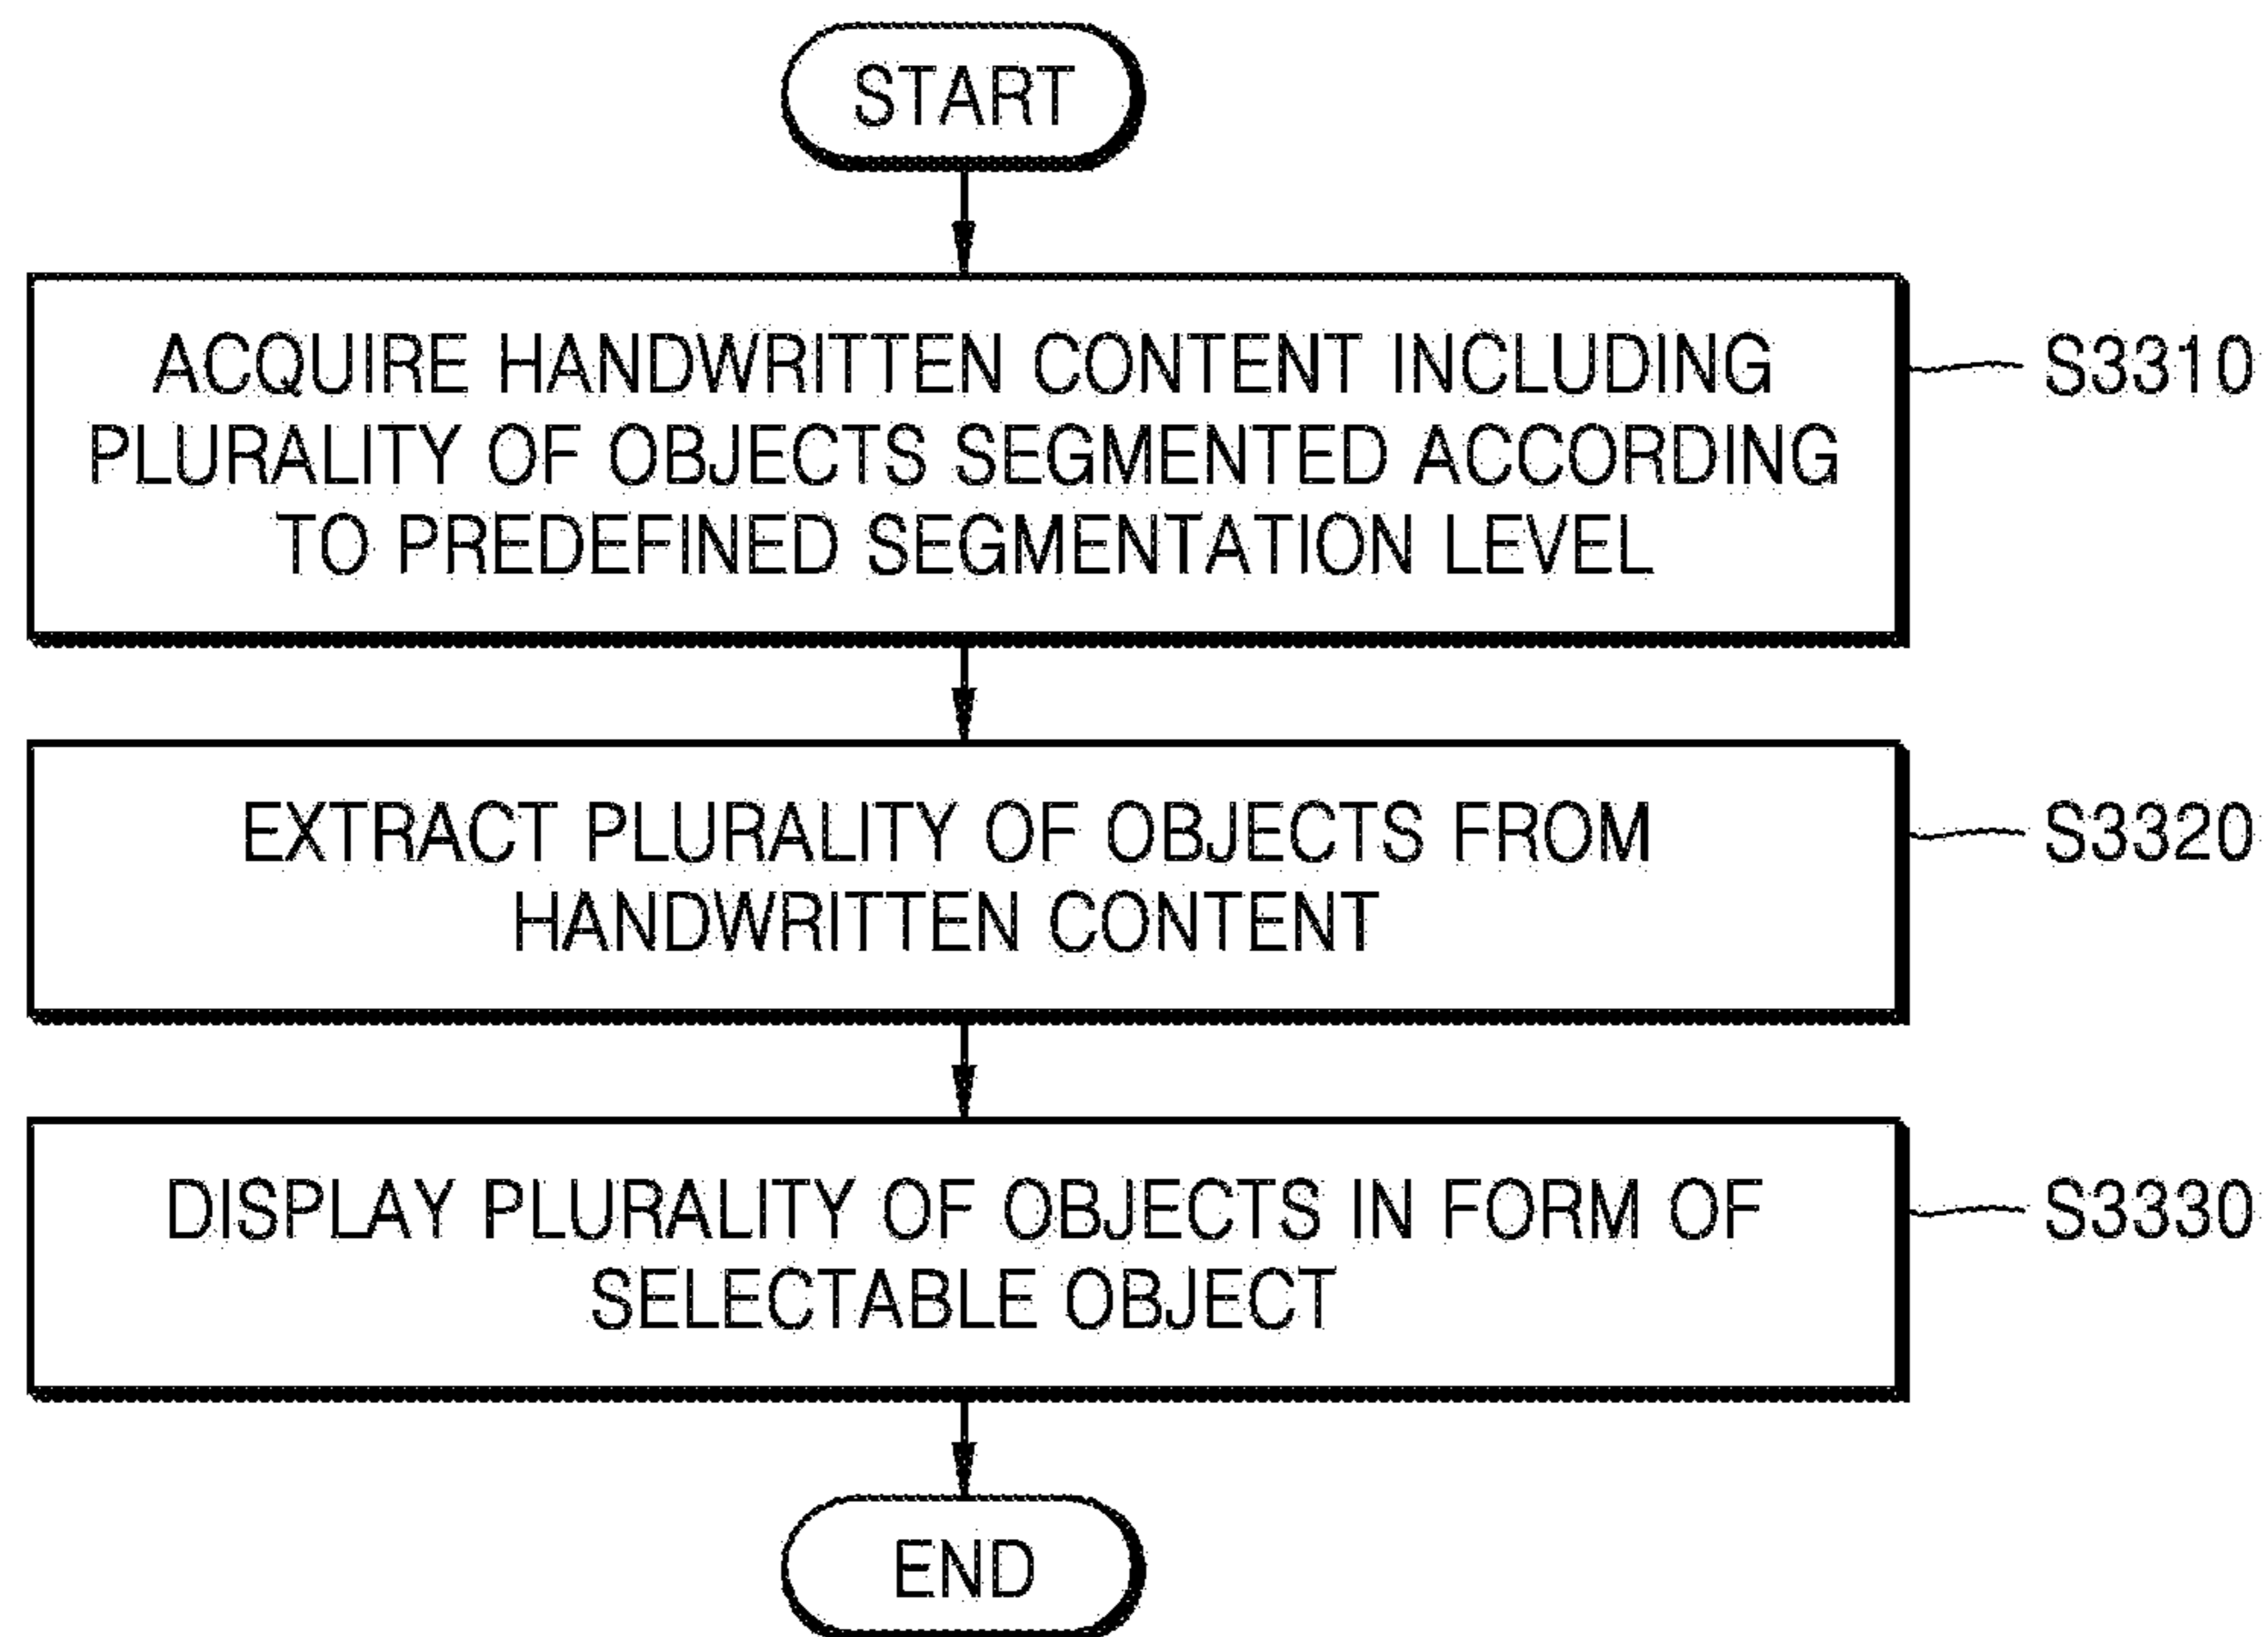 START
ACQUIRE HANDWRITTEN CONTENT INCLUDING
PLURALITY OF OBJECTS SEGMENTED ACCORDING
TO PREDEFINED SEGMENTATION LEVEL
S3310
EXTRACT PLURALITY OF OBJECTS FROM
HANDWRITTEN CONTENT
S3320
DISPLAY PLURALITY OF OBJECTS IN FORM OF
SELECTABLE OBJECT
S3330
END